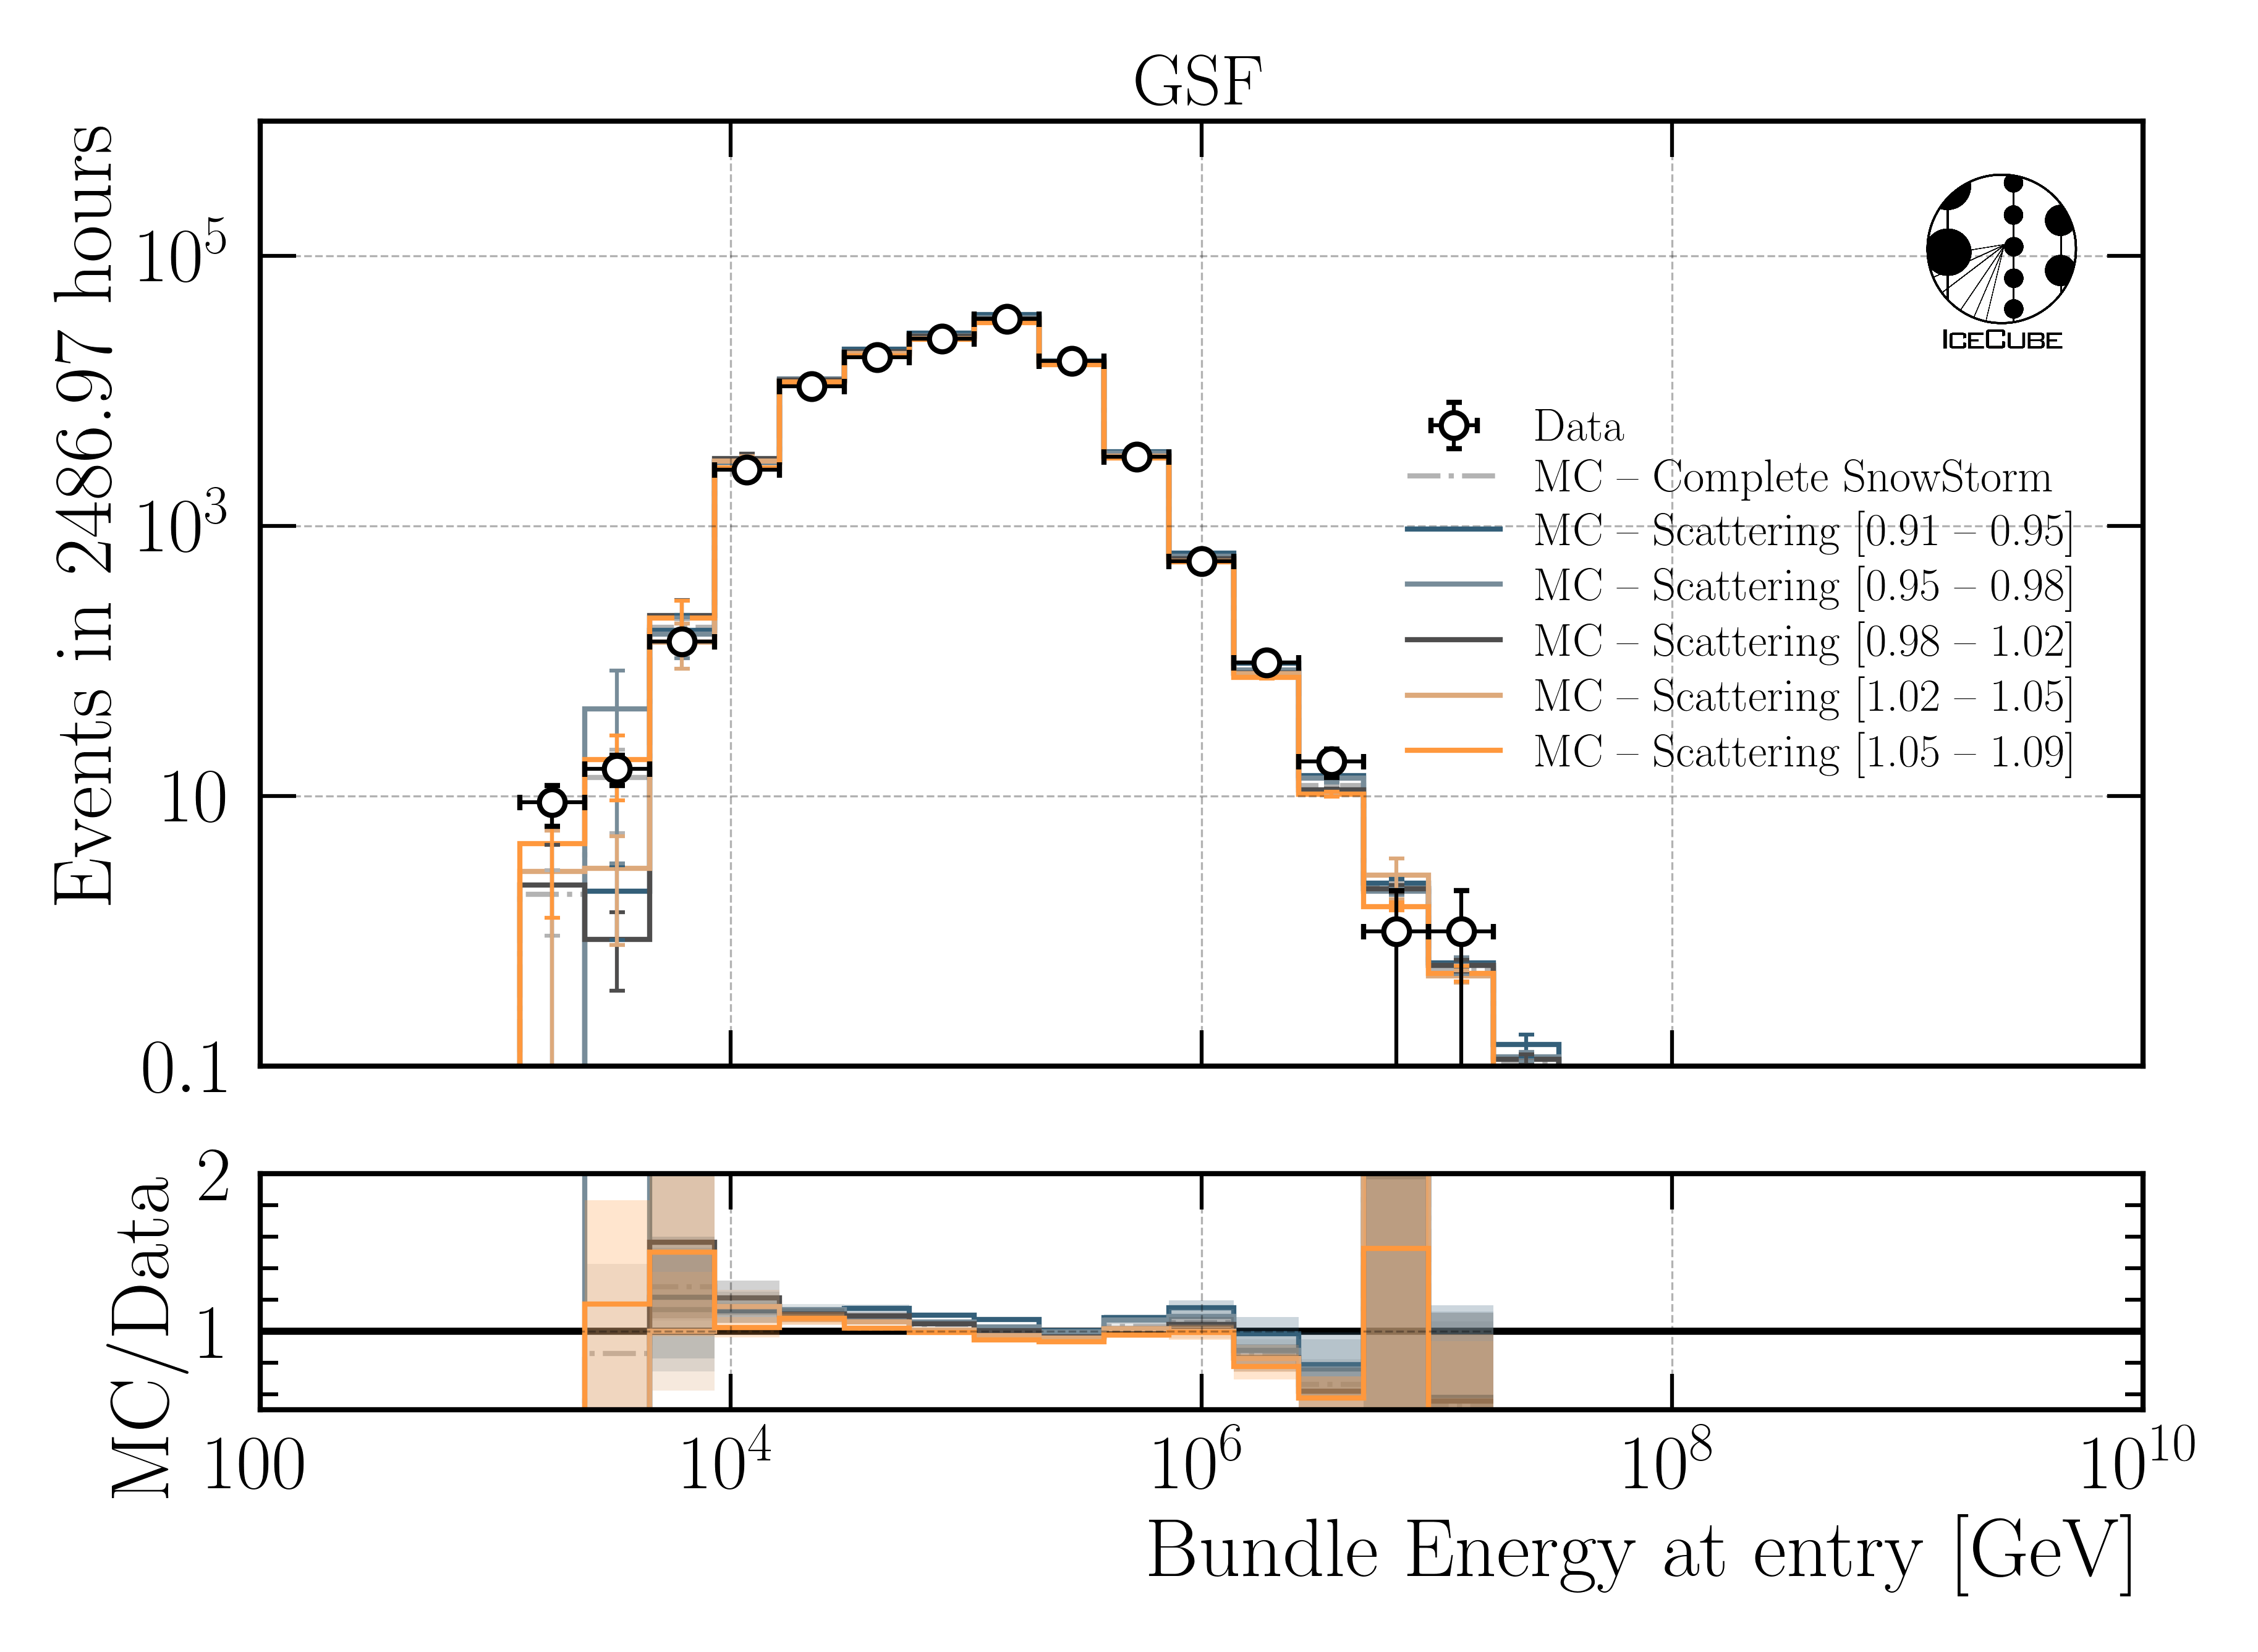 GSF
Events in 2486.97 hours
10^5
10^3
10
0.1
ICECUBE
Data
MC – Complete SnowStorm
MC – Scattering [0.91 – 0.95]
MC – Scattering [0.95 – 0.98]
MC – Scattering [0.98 – 1.02]
MC – Scattering [1.02 – 1.05]
MC – Scattering [1.05 – 1.09]
MC/Data
2
1
100
10^4
10^6
10^8
10^10
Bundle Energy at entry [GeV]